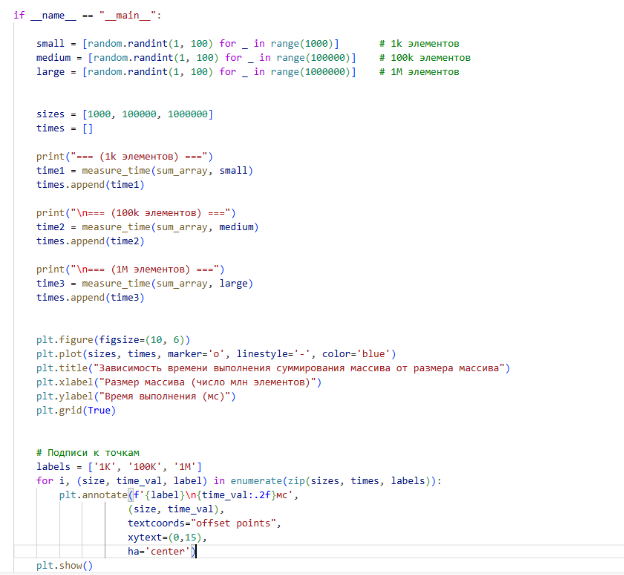 if __name__ == "__main__":
    small = [random.randint(1, 100) for _ in range(1000)]       # 1k элементов
    medium = [random.randint(1, 100) for _ in range(100000)]    # 100k элементов
    large = [random.randint(1, 100) for _ in range(1000000)]    # 1M элементов
    sizes = [1000, 100000, 1000000]
    times = []
    print("=== (1k элементов) ===")
    time1 = measure_time(sum_array, small)
    times.append(time1)
    print("\n=== (100k элементов) ===")
    time2 = measure_time(sum_array, medium)
    times.append(time2)
    print("\n=== (1M элементов) ===")
    time3 = measure_time(sum_array, large)
    times.append(time3)
    plt.figure(figsize=(10, 6))
    plt.plot(sizes, times, marker='o', linestyle='-', color='blue')
    plt.title("Зависимость времени выполнения суммирования массива от размера массива")
    plt.xlabel("Размер массива (число млн элементов)")
    plt.ylabel("Время выполнения (мс)")
    plt.grid(True)
    # Подписи к точкам
    labels = ['1K', '100K', '1M']
    for i, (size, time_val, label) in enumerate(zip(sizes, times, labels)):
        plt.annotate(f'{label}\n{time_val:.2f}мс',
                    (size, time_val),
                    textcoords="offset points",
                    xytext=(0,15),
                    ha='center')
    plt.show()